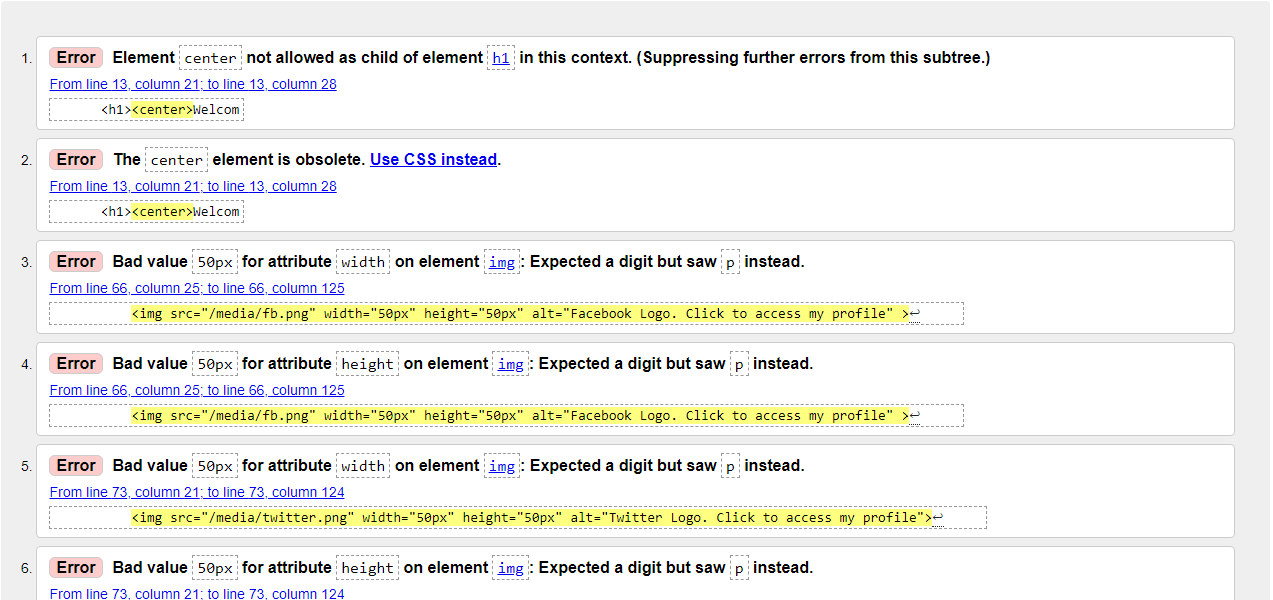 1. Error Element center not allowed as child of element h1 in this context. (Suppressing further errors from this subtree.)
From line 13, column 21; to line 13, column 28
<h1><center>Welcom
2. Error The center element is obsolete. Use CSS instead.
From line 13, column 21; to line 13, column 28
<h1><center>Welcom
3. Error Bad value 50px for attribute width on element img: Expected a digit but saw p instead.
From line 66, column 25; to line 66, column 125
<img src="/media/fb.png" width="50px" height="50px" alt="Facebook Logo. Click to access my profile" >↩
4. Error Bad value 50px for attribute height on element img: Expected a digit but saw p instead.
From line 66, column 25; to line 66, column 125
<img src="/media/fb.png" width="50px" height="50px" alt="Facebook Logo. Click to access my profile" >↩
5. Error Bad value 50px for attribute width on element img: Expected a digit but saw p instead.
From line 73, column 21; to line 73, column 124
<img src="/media/twitter.png" width="50px" height="50px" alt="Twitter Logo. Click to access my profile">↩
6. Error Bad value 50px for attribute height on element img: Expected a digit but saw p instead.
From line 73, column 21; to line 73, column 124